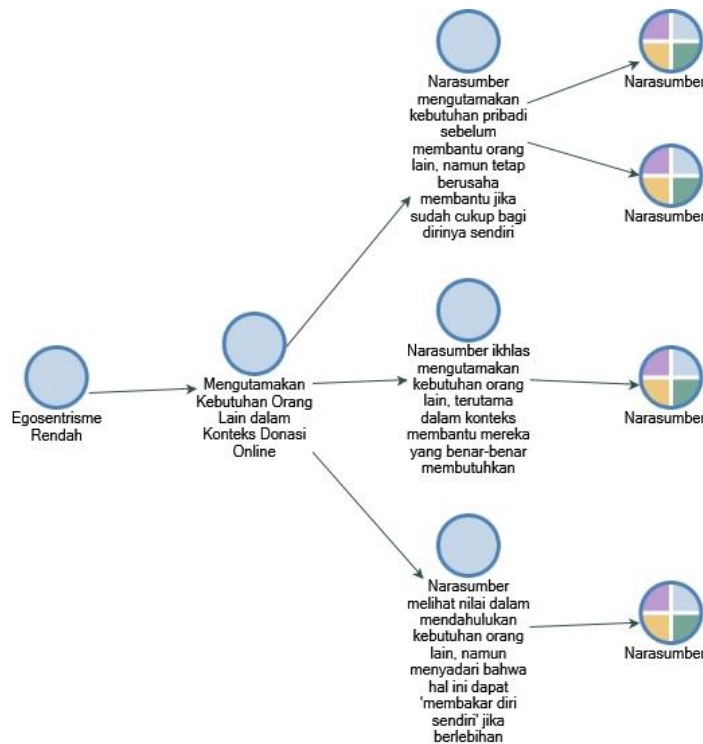 Egosentrisme
Rendah
Mengutamakan
Kebutuhan Orang
Lain dalam
Konteks Donasi
Online
Narasumber
mengutamakan
kebutuhan pribadi
sebelum
membantu orang
lain, namun tetap
berusaha
membantu jika
sudah cukup bagi
dirinya sendiri
Narasumber
Narasumber
Narasumber ikhlas
mengutamakan
kebutuhan orang
lain, terutama
dalam konteks
membantu mereka
yang benar-benar
membutuhkan
Narasumber
Narasumber
melihat nilai dalam
mendahulukan
kebutuhan orang
lain, namun
menyadari bahwa
hal ini dapat
'membakar diri
sendiri' jika
berlebihan
Narasumber